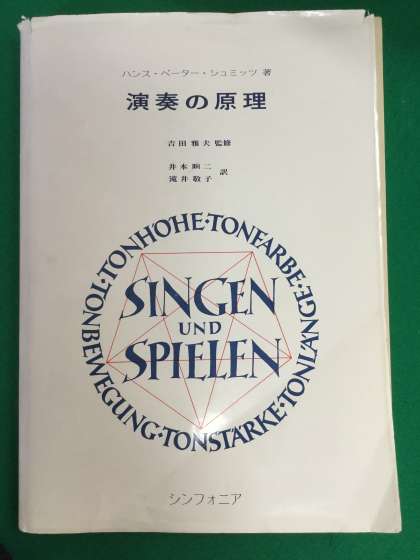 ハンス・ペーター・シュミッツ 著
演奏の原理
吉田雅夫監修
井本晌二
滝井敬子
訳
TONHÖHE·TONFARBE·TONLÄNGE·TONSTÄRKE·TONBEWEGUNG·
SINGEN
UND
SPIELEN
シンフォニア